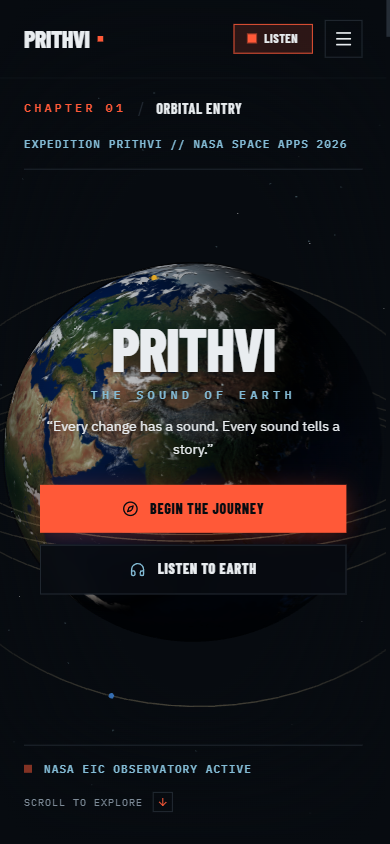 PRITHVI
LISTEN
CHAPTER 01 / ORBITAL ENTRY
EXPEDITION PRITHVI // NASA SPACE APPS 2026
PRITHVI
THE SOUND OF EARTH
“Every change has a sound. Every sound tells a
story.”
BEGIN THE JOURNEY
LISTEN TO EARTH
NASA EIC OBSERVATORY ACTIVE
SCROLL TO EXPLORE